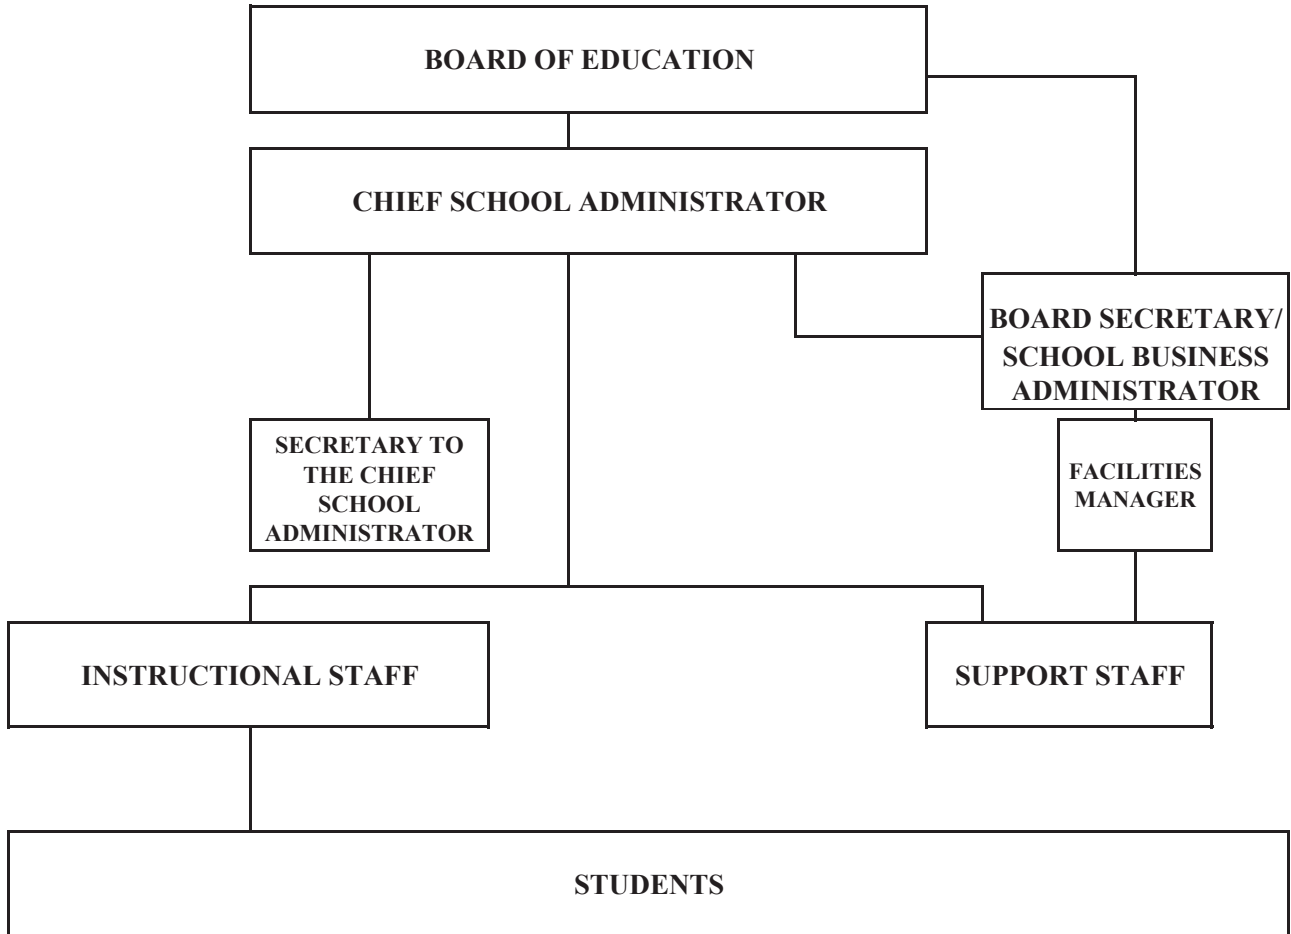 BOARD OF EDUCATION
CHIEF SCHOOL ADMINISTRATOR
BOARD SECRETARY/
SCHOOL BUSINESS
ADMINISTRATOR
SECRETARY TO
THE CHIEF
SCHOOL
ADMINISTRATOR
FACILITIES
MANAGER
INSTRUCTIONAL STAFF
SUPPORT STAFF
STUDENTS